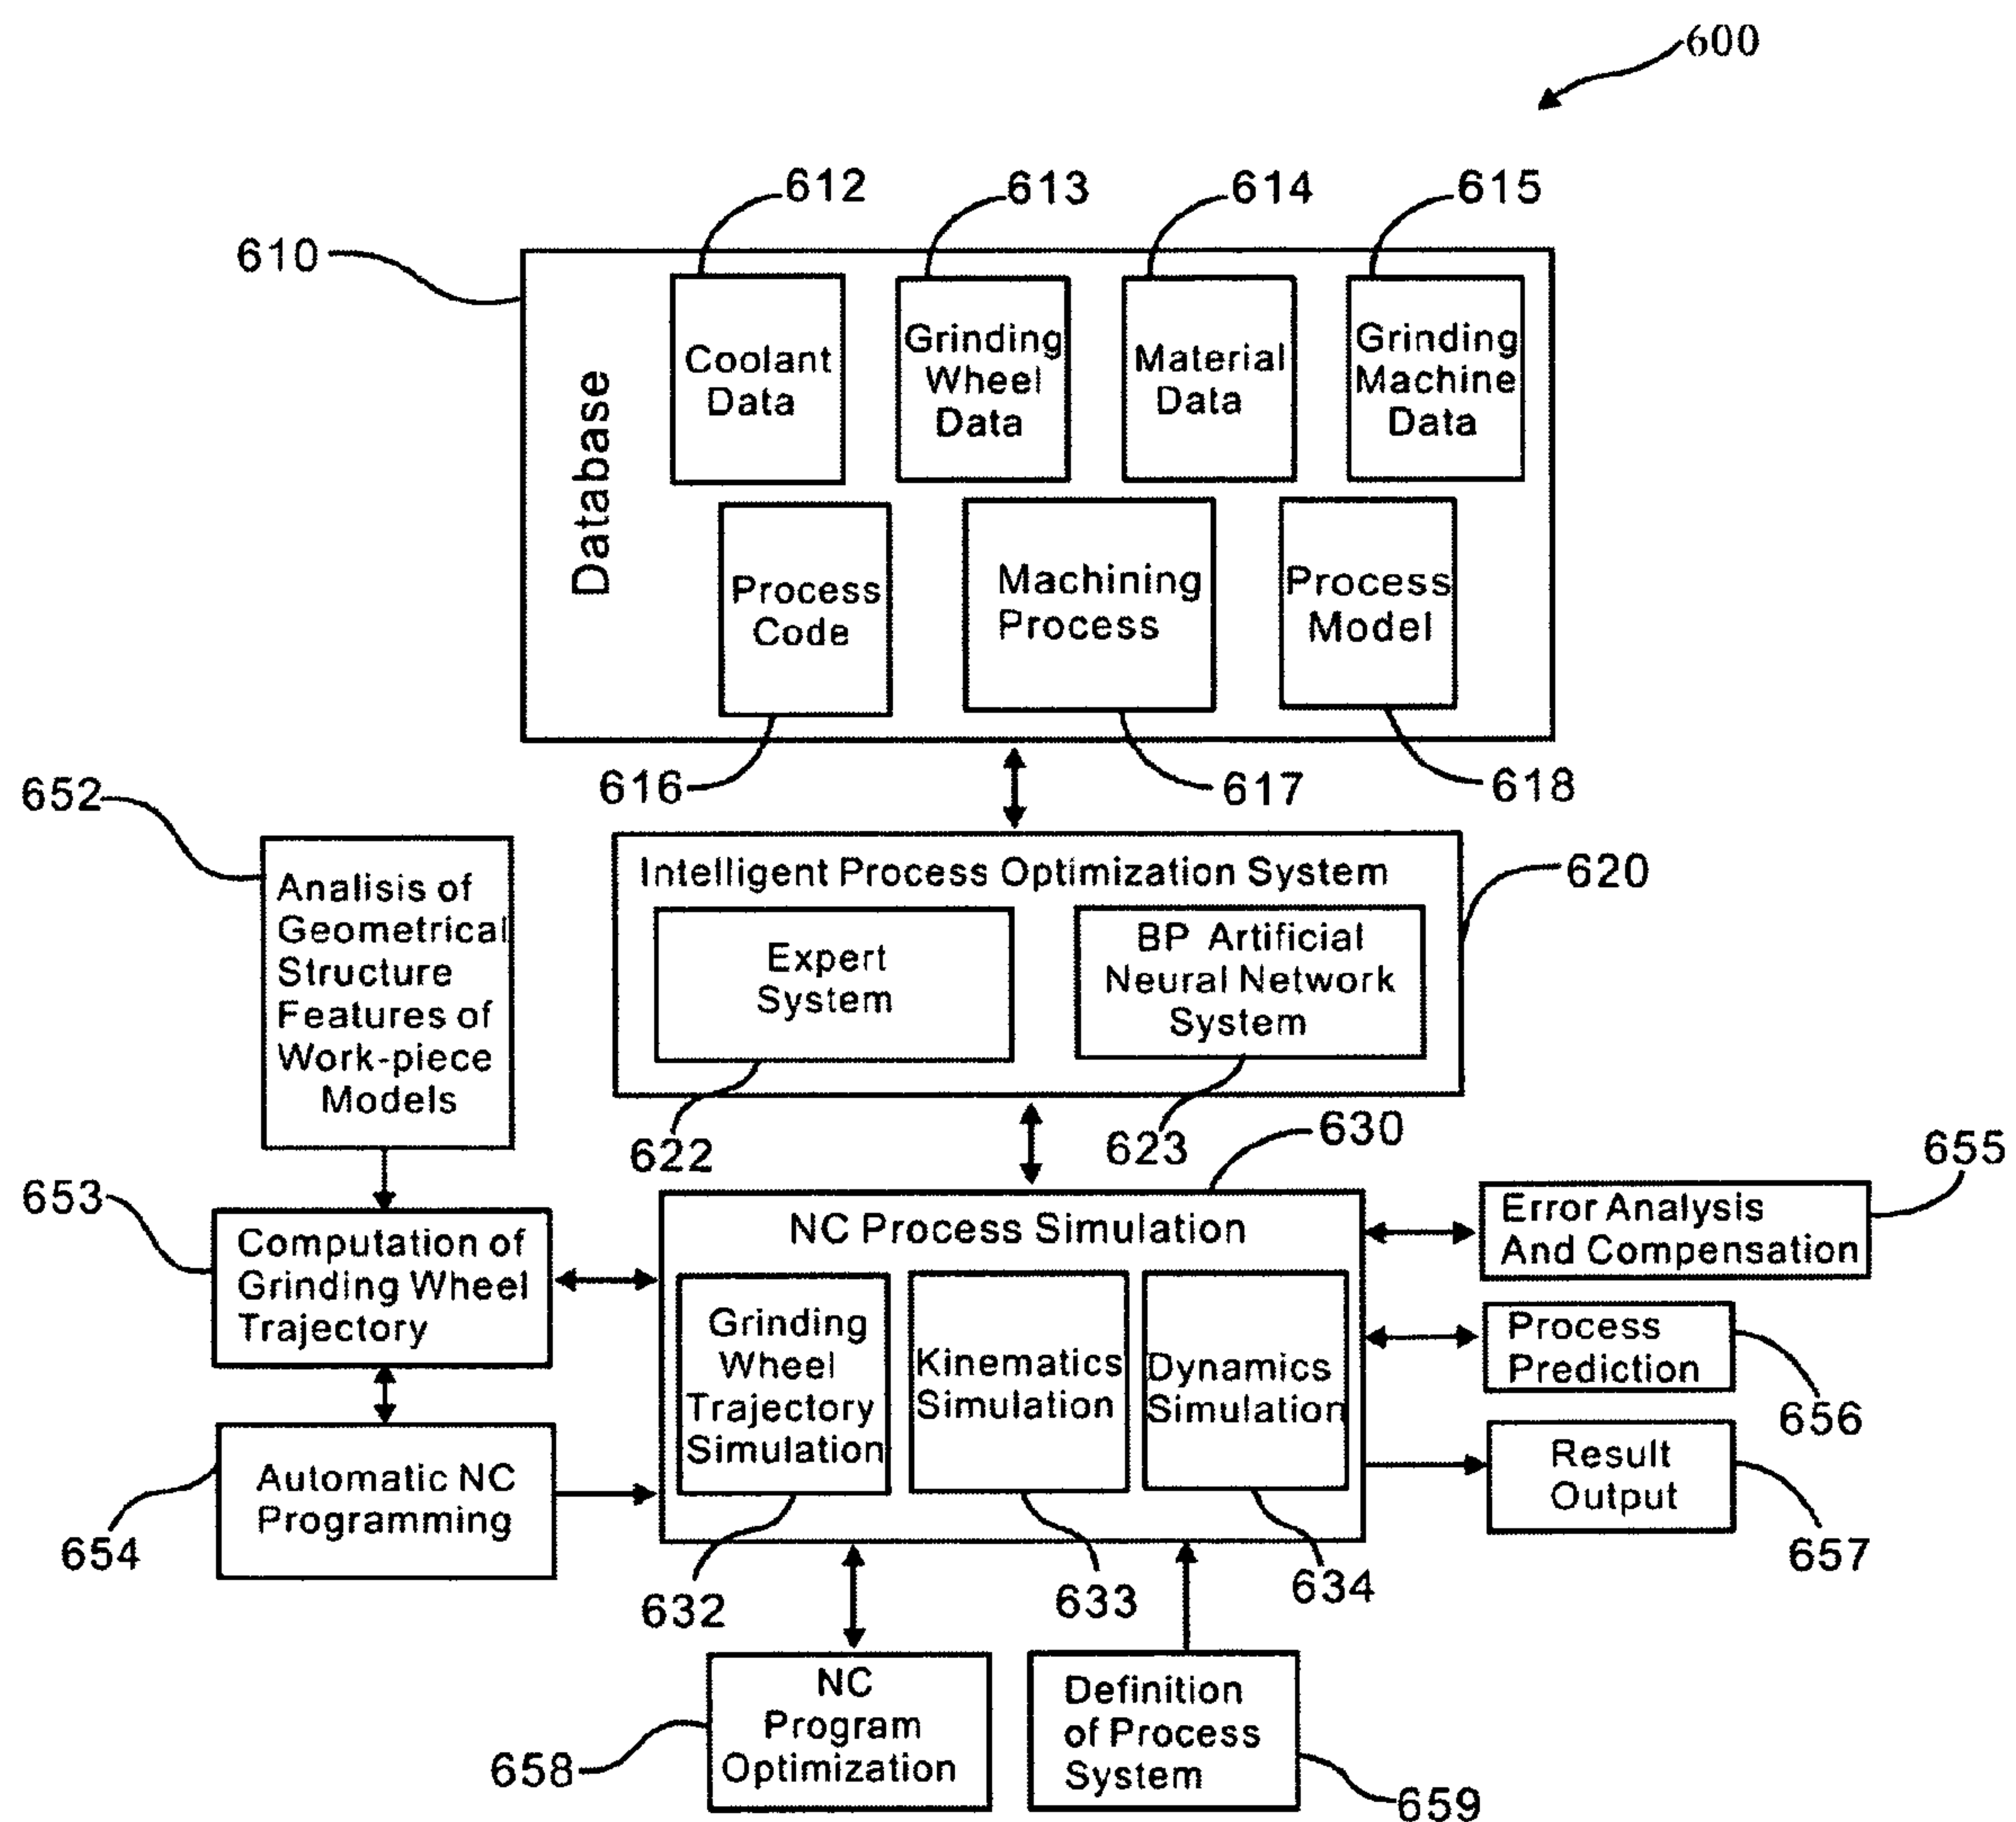 600
612
613
614
615
610
Database
Coolant
Data
Grinding
Wheel
Data
Material
Data
Grinding
Machine
Data
Process
Code
Machining
Process
Process
Model
616
617
618
652
Analisis of
Geometrical
Structure
Features of
Work-piece
Models
Intelligent Process Optimization System
620
Expert
System
BP Artificial
Neural Network
System
622
623
630
653
Computation of
Grinding Wheel
Trajectory
NC Process Simulation
Grinding
Wheel
Trajectory
Simulation
Kinematics
Simulation
Dynamics
Simulation
655
Error Analysis
And Compensation
Process
Prediction
656
Result
Output
657
Automatic NC
Programming
654
632
633
634
NC
Program
Optimization
658
Definition
of Process
System
659